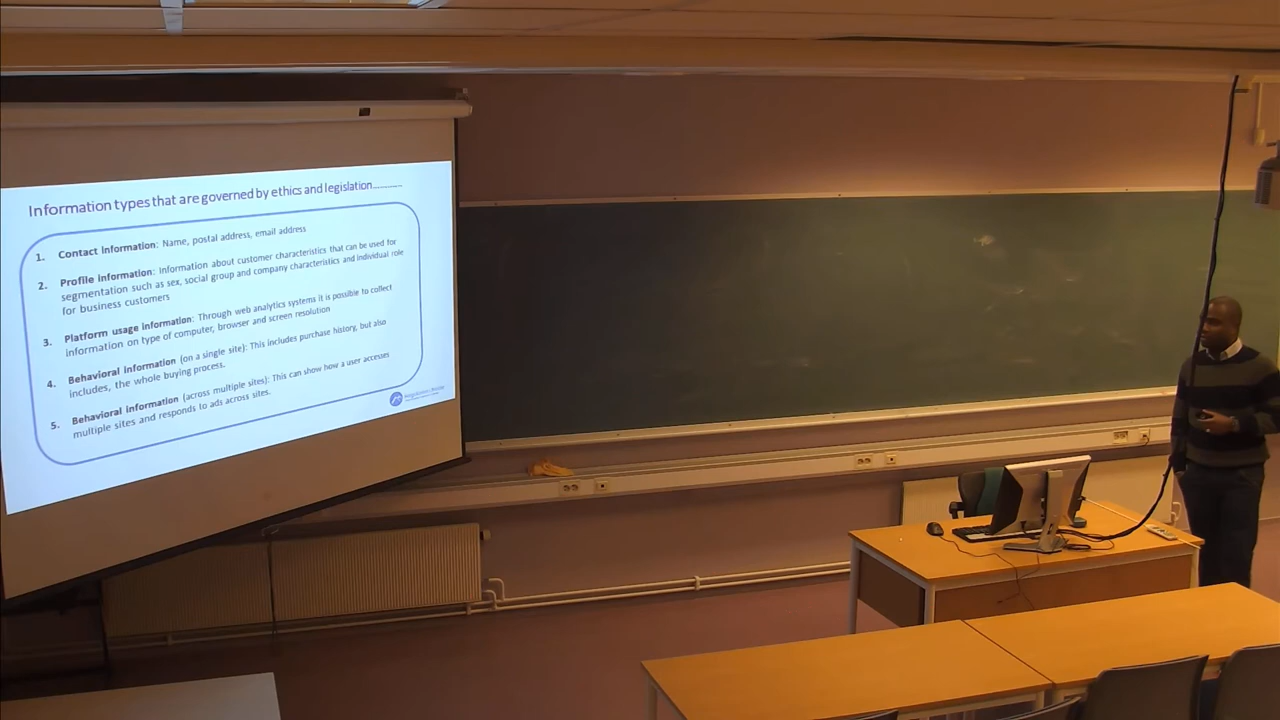 Information types that are governed by ethics and legislation...........
1. Contact information: Name, postal address, email address
2. Profile information: Information about customer characteristics that can be used for
segmentation such as sex, social group and company characteristics and individual role
for business customers
3. Platform usage information: Through web analytics systems it is possible to collect
information on type of computer, browser and screen resolution
4. Behavioral information (on a single site): This includes purchase history, but also
includes, the whole buying process.
5. Behavioral information (across multiple sites): This can show how a user accesses
multiple sites and responds to ads across sites.